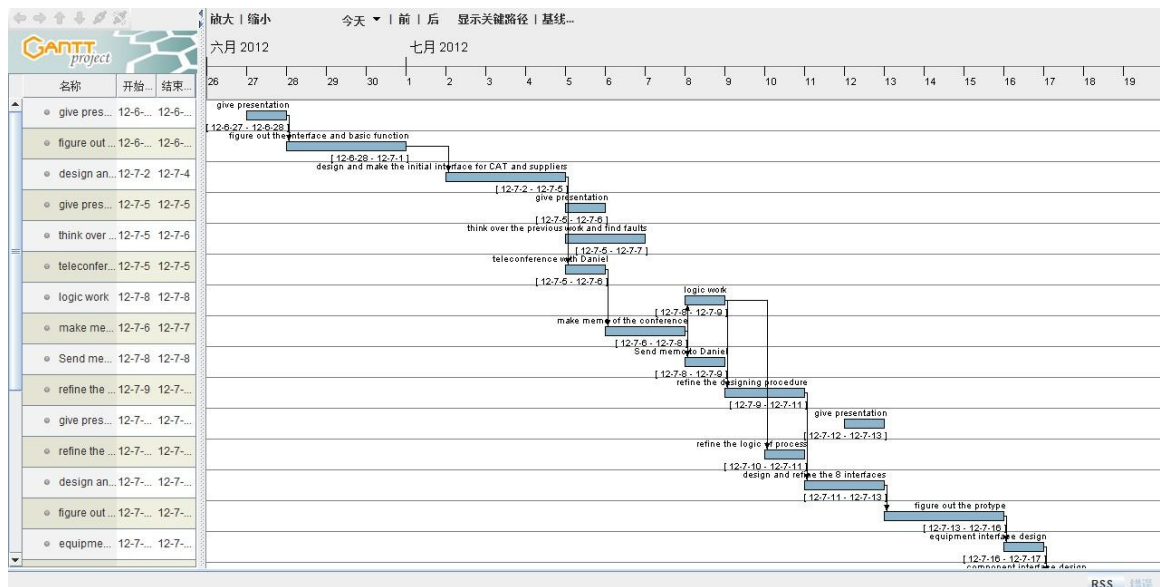 放大 | 缩小
今天 ▼ | 前 | 后
显示关键路径 | 基线...
GANTT
project
六月 2012
七月 2012
名称 开始... 结束...
26 27 28 29 30 1 2 3 4 5 6 7 8 9 10 11 12 13 14 15 16 17 18 19
give pres... 12-6-... 12-6-...
figure out ... 12-6-... 12-6-...
design an... 12-7-2 12-7-4
give pres... 12-7-5 12-7-5
think over ... 12-7-5 12-7-6
teleconfer... 12-7-5 12-7-5
logic work 12-7-8 12-7-8
make me... 12-7-6 12-7-7
Send me... 12-7-8 12-7-8
refine the ... 12-7-9 12-7-...
give pres... 12-7-... 12-7-...
refine the ... 12-7-... 12-7-...
design an... 12-7-... 12-7-...
figure out ... 12-7-... 12-7-...
equipme... 12-7-... 12-7-...
give presentation
[ 12-6-27 - 12-6-28 ]
figure out the interface and basic function
[ 12-6-28 - 12-7-1 ]
design and make the initial interface for CAT and suppliers
[ 12-7-2 - 12-7-5 ]
give presentation
[ 12-7-5 - 12-7-6 ]
think over the previous work and find faults
[ 12-7-5 - 12-7-7 ]
teleconference with Daniel
[ 12-7-5 - 12-7-6 ]
logic work
[ 12-7-8 - 12-7-9 ]
make memo of the conference
[ 12-7-6 - 12-7-8 ]
Send memo to Daniel
[ 12-7-8 - 12-7-9 ]
refine the designing procedure
[ 12-7-9 - 12-7-11 ]
give presentation
[ 12-7-12 - 12-7-13 ]
refine the logic of process
[ 12-7-10 - 12-7-11 ]
design and refine the 8 interfaces
[ 12-7-11 - 12-7-13 ]
figure out the protype
[ 12-7-13 - 12-7-16 ]
equipment interface design
[ 12-7-16 - 12-7-17 ]
component interface design
RSS 错误